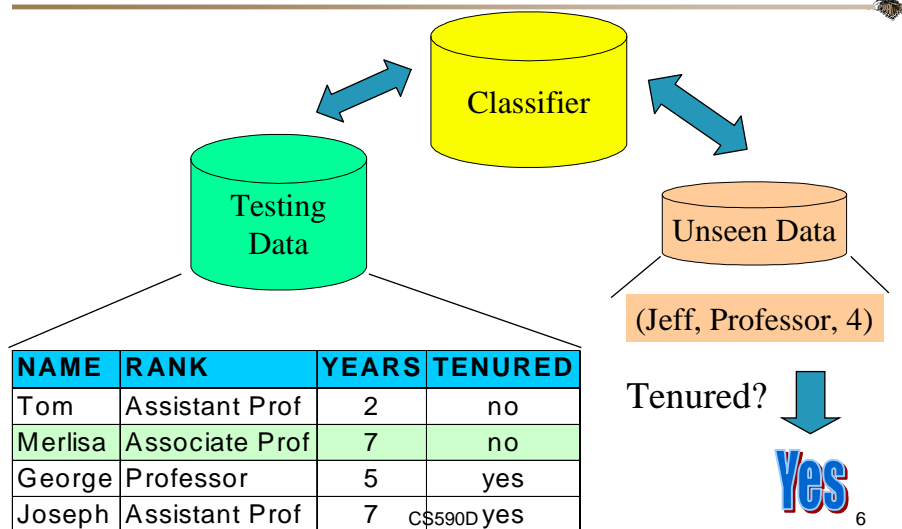 Classifier
Testing
Data
Unseen Data
(Jeff, Professor, 4)
NAME RANK YEARS TENURED
Tom Assistant Prof 2 no
Merlisa Associate Prof 7 no
George Professor 5 yes
Joseph Assistant Prof 7 yes
Tenured?
Yes
CS590D
6